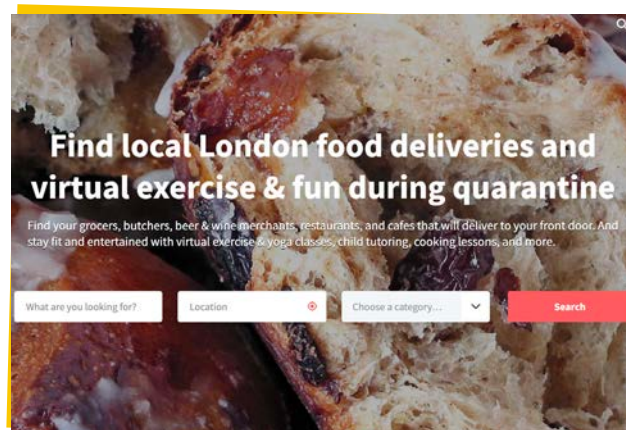 Find local London food deliveries and
virtual exercise & fun during quarantine
Find your grocers, butchers, beer & wine merchants, restaurants, and cafes that will deliver to your front door. And
stay fit and entertained with virtual exercise & yoga classes, child tutoring, cooking lessons, and more.
What are you looking for? Location Choose a category... Search